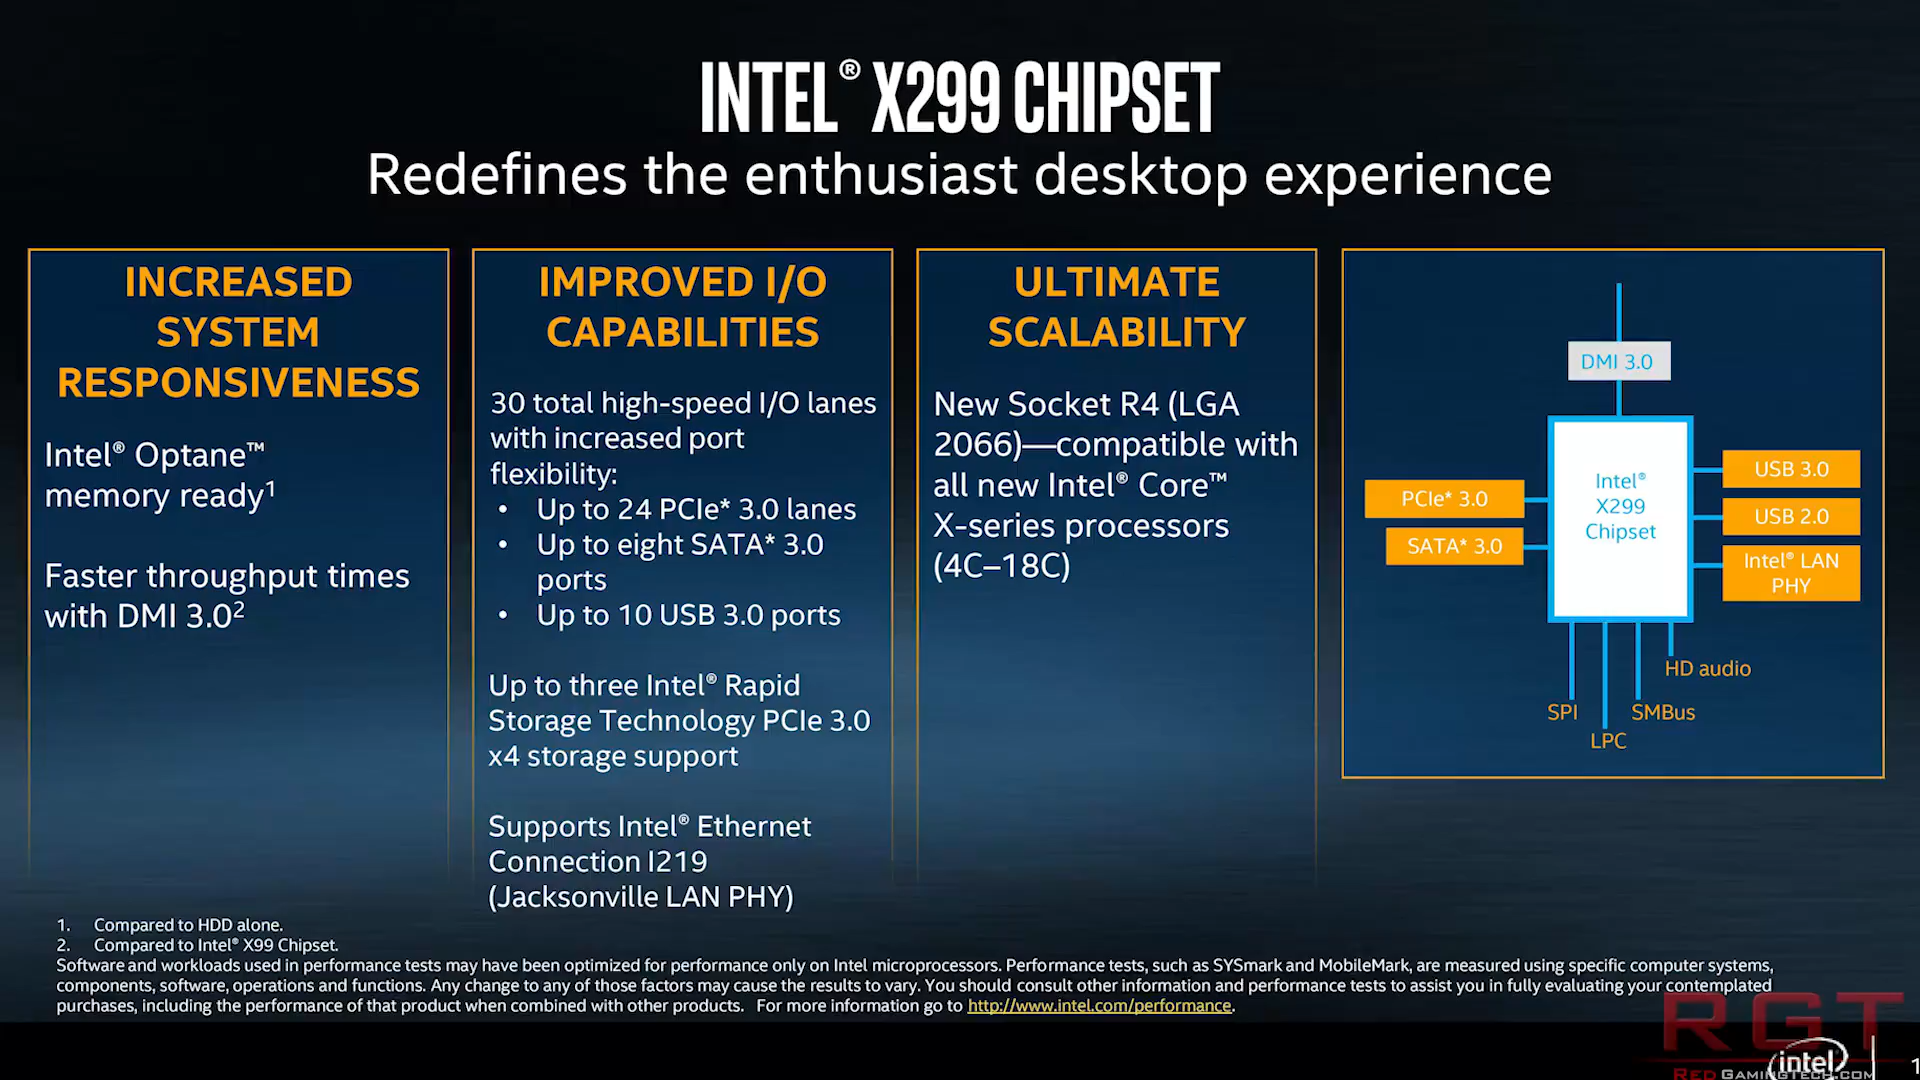 INTEL® X299 CHIPSET
Redefines the enthusiast desktop experience
INCREASED
SYSTEM
RESPONSIVENESS
Intel® Optane™
memory ready1
Faster throughput times
with DMI 3.02
IMPROVED I/O
CAPABILITIES
30 total high-speed I/O lanes
with increased port
flexibility:
• Up to 24 PCIe* 3.0 lanes
• Up to eight SATA* 3.0
ports
• Up to 10 USB 3.0 ports
Up to three Intel® Rapid
Storage Technology PCIe 3.0
x4 storage support
Supports Intel® Ethernet
Connection I219
(Jacksonville LAN PHY)
ULTIMATE
SCALABILITY
New Socket R4 (LGA
2066)—compatible with
all new Intel® Core™
X-series processors
(4C–18C)
DMI 3.0
Intel®
X299
Chipset
PCIe* 3.0
SATA* 3.0
USB 3.0
USB 2.0
Intel® LAN
PHY
HD audio
SPI
SMBus
LPC
1. Compared to HDD alone.
2. Compared to Intel® X99 Chipset.
Software and workloads used in performance tests may have been optimized for performance only on Intel microprocessors. Performance tests, such as SYSmark and MobileMark, are measured using specific computer systems,
components, software, operations and functions. Any change to any of those factors may cause the results to vary. You should consult other information and performance tests to assist you in fully evaluating your contemplated
purchases, including the performance of that product when combined with other products. For more information go to http://www.intel.com/performance.
RGT
intel
1
RED GAMINGTECH.COM